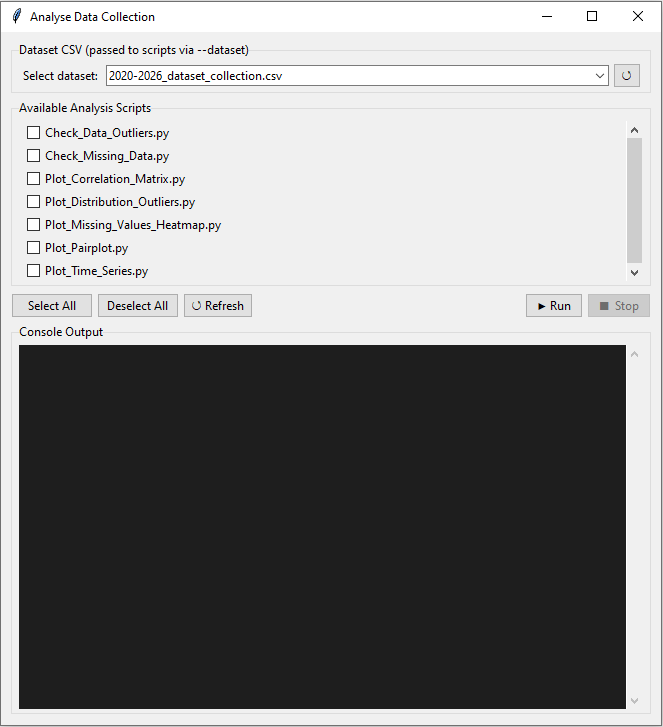 Analyse Data Collection
Dataset CSV (passed to scripts via --dataset)
Select dataset: 2020-2026_dataset_collection.csv
Available Analysis Scripts
Check_Data_Outliers.py
Check_Missing_Data.py
Plot_Correlation_Matrix.py
Plot_Distribution_Outliers.py
Plot_Missing_Values_Heatmap.py
Plot_Pairplot.py
Plot_Time_Series.py
Select All Deselect All Refresh Run Stop
Console Output